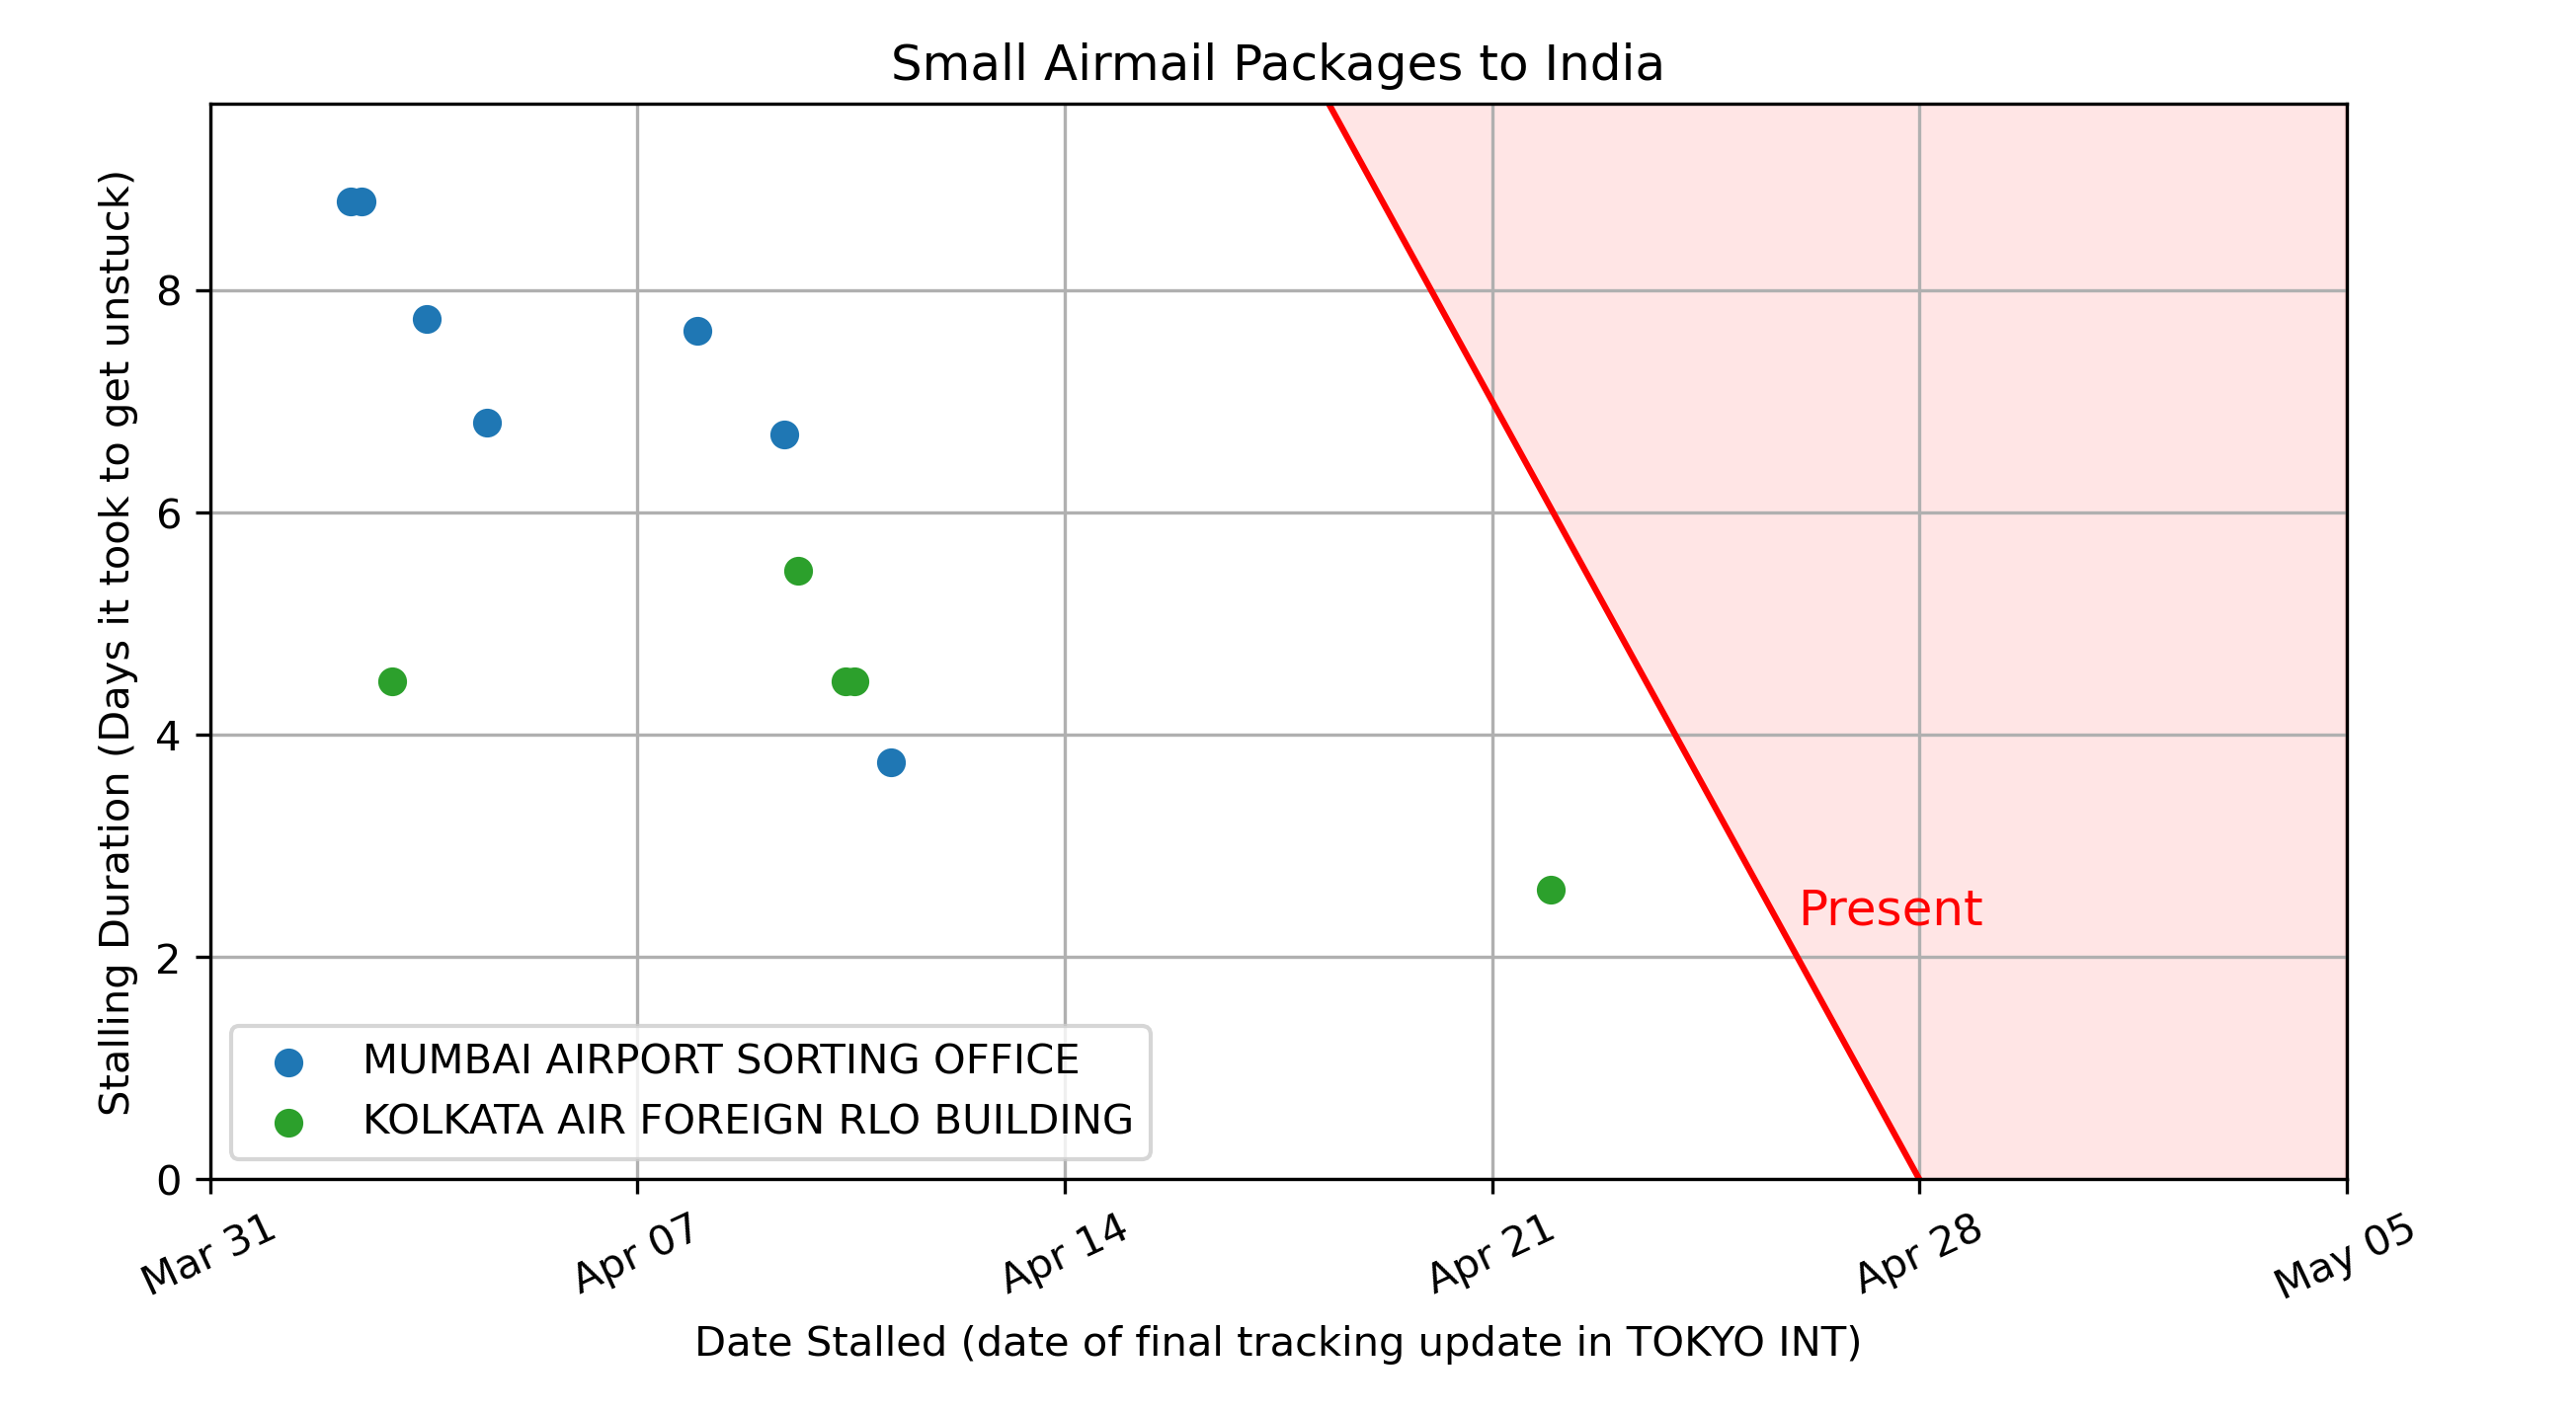 Small Airmail Packages to India
Stalling Duration (Days it took to get unstuck)
8
6
4
2
0
Present
MUMBAI AIRPORT SORTING OFFICE
KOLKATA AIR FOREIGN RLO BUILDING
Mar 31
Apr 07
Apr 14
Apr 21
Apr 28
May 05
Date Stalled (date of final tracking update in TOKYO INT)